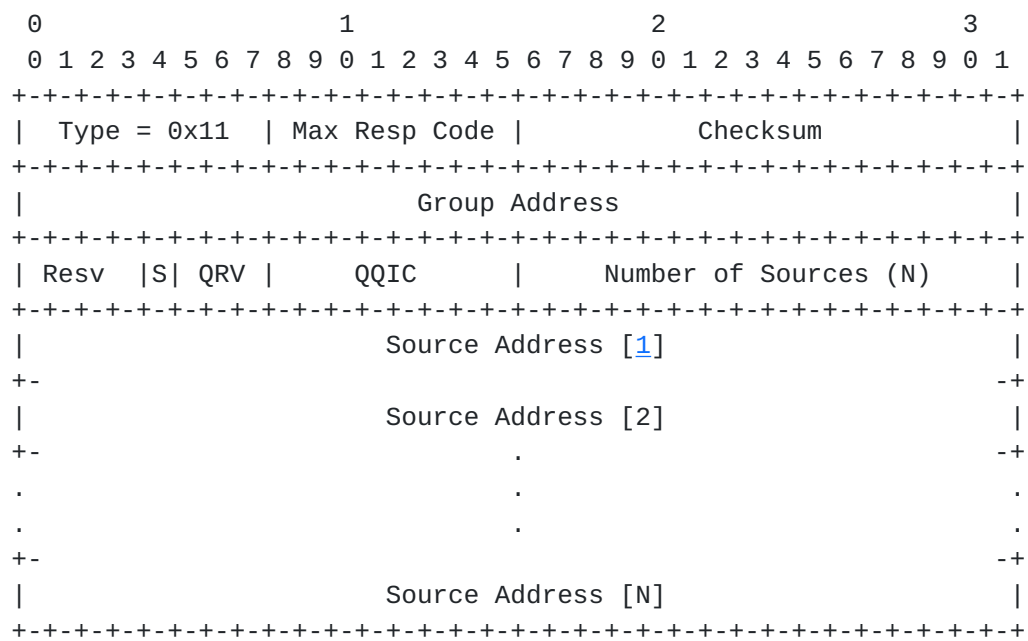 0                   1                   2                   3
 0 1 2 3 4 5 6 7 8 9 0 1 2 3 4 5 6 7 8 9 0 1 2 3 4 5 6 7 8 9 0 1
+-+-+-+-+-+-+-+-+-+-+-+-+-+-+-+-+-+-+-+-+-+-+-+-+-+-+-+-+-+-+-+-+
|  Type = 0x11  | Max Resp Code |           Checksum            |
+-+-+-+-+-+-+-+-+-+-+-+-+-+-+-+-+-+-+-+-+-+-+-+-+-+-+-+-+-+-+-+-+
|                         Group Address                         |
+-+-+-+-+-+-+-+-+-+-+-+-+-+-+-+-+-+-+-+-+-+-+-+-+-+-+-+-+-+-+-+-+
| Resv  |S| QRV |     QQIC      |     Number of Sources (N)     |
+-+-+-+-+-+-+-+-+-+-+-+-+-+-+-+-+-+-+-+-+-+-+-+-+-+-+-+-+-+-+-+-+
|                       Source Address [1]                      |
+-                                                             -+
|                       Source Address [2]                      |
+-                              .                              -+
.                               .                               .
.                               .                               .
+-                                                             -+
|                       Source Address [N]                      |
+-+-+-+-+-+-+-+-+-+-+-+-+-+-+-+-+-+-+-+-+-+-+-+-+-+-+-+-+-+-+-+-+